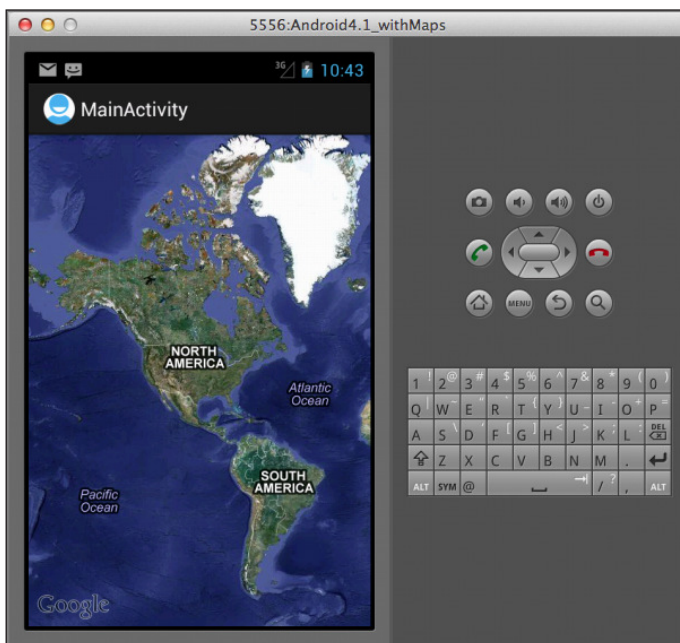 5556:Android4.1_withMaps
3G 10:43
MainActivity
NORTH
AMERICA
Atlantic
Ocean
SOUTH
AMERICA
Pacific
Ocean
Google
MENU
1 ! 2 @ 3 # 4 $ 5 % 6 ^ 7 & 8 * 9 ( 0 )
Q | W ~ E " R ` T { Y } U _ I - O + P =
A S \ D ' F [ G ] H < J > K ; L : DEL
Z X C V B N M .
ALT SYM @ / ? , ALT